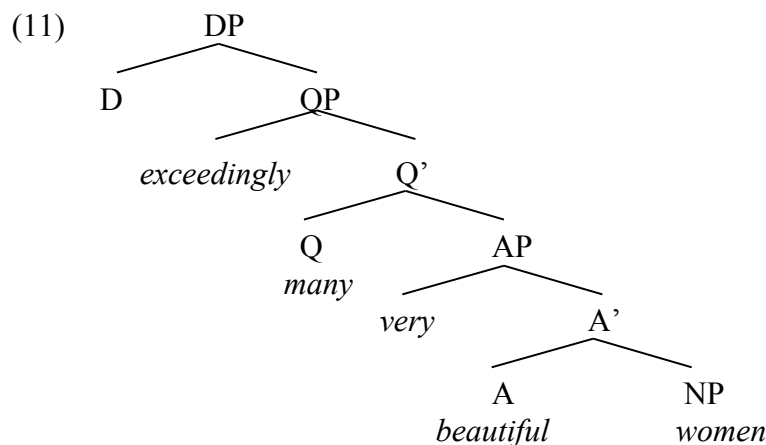 (11) DP
D QP
exceedingly Q’
Q AP
many
very A’
A NP
beautiful women